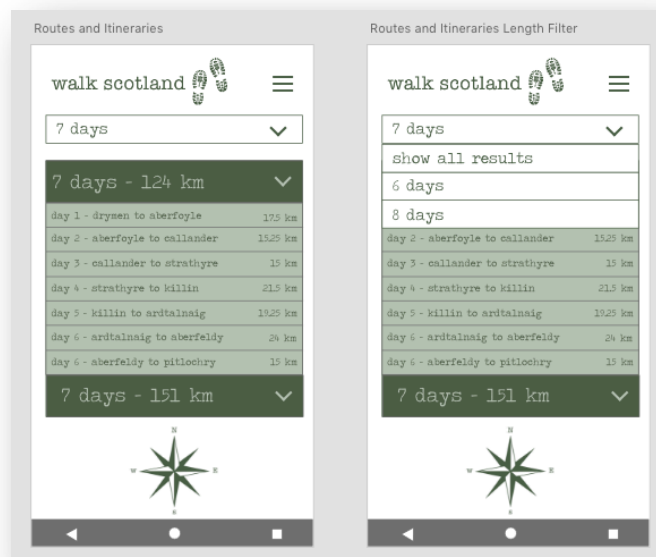 Routes and Itineraries
walk scotland
7 days
7 days - 124 km
day 1 - drymen to aberfoyle 17.5 km
day 2 - aberfoyle to callander 15.25 km
day 3 - callander to strathyre 15 km
day 4 - strathyre to killin 21.5 km
day 5 - killin to ardtalnaig 19.25 km
day 6 - ardtalnaig to aberfeldy 24 km
day 6 - aberfeldy to pitlochry 15 km
7 days - 151 km
N
W E
S
Routes and Itineraries Length Filter
walk scotland
7 days
show all results
6 days
8 days
day 2 - aberfoyle to callander 15.25 km
day 3 - callander to strathyre 15 km
day 4 - strathyre to killin 21.5 km
day 5 - killin to ardtalnaig 19.25 km
day 6 - ardtalnaig to aberfeldy 24 km
day 6 - aberfeldy to pitlochry 15 km
7 days - 151 km
N
W E
S